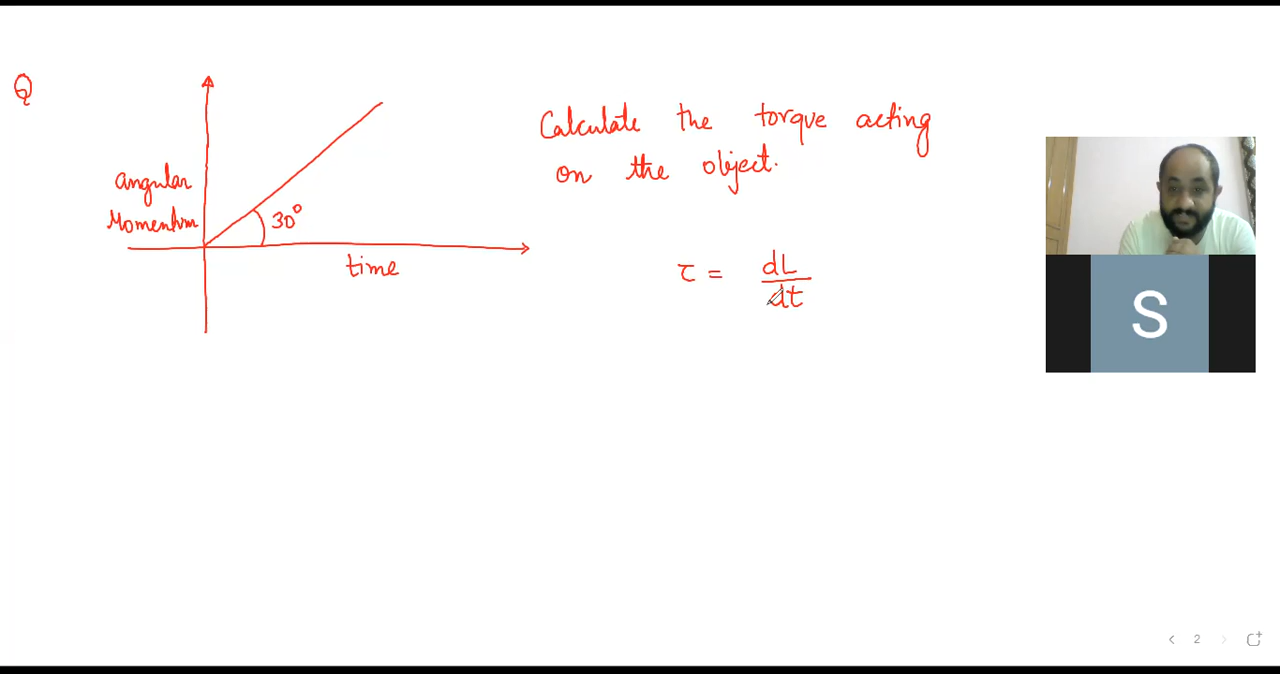 Q
Angular
Momentum
30°
time
Calculate the torque acting
on the object.
τ = dL
dt
S
2